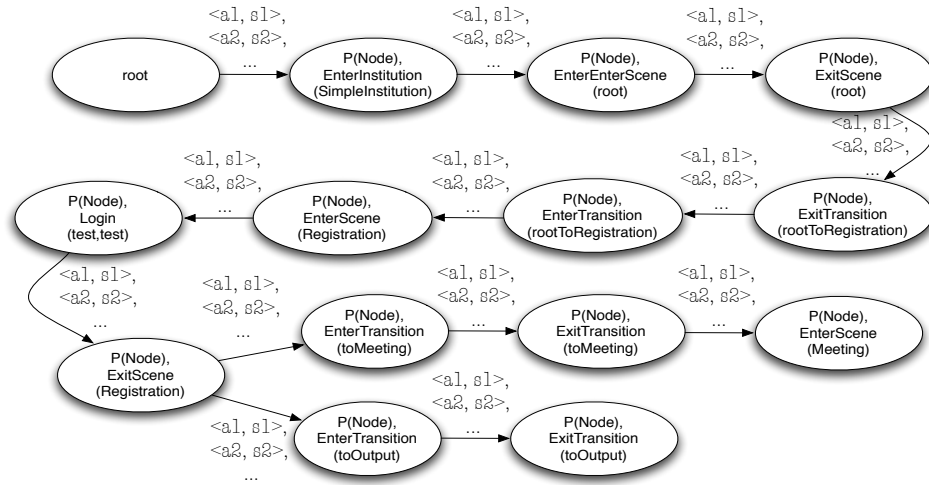 <a1, s1>,
<a2, s2>,
...
<a1, s1>,
<a2, s2>,
...
<a1, s1>,
<a2, s2>,
...
root
P(Node),
EnterInstitution
(SimpleInstitution)
P(Node),
EnterEnterScene
(root)
P(Node),
ExitScene
(root)
<a1, s1>,
<a2, s2>,
...
<a1, s1>,
<a2, s2>,
...
<a1, s1>,
<a2, s2>,
...
<a1, s1>,
<a2, s2>,
...
P(Node),
Login
(test,test)
P(Node),
EnterScene
(Registration)
P(Node),
EnterTransition
(rootToRegistration)
P(Node),
ExitTransition
(rootToRegistration)
<a1, s1>,
<a2, s2>,
...
<a1, s1>,
<a2, s2>,
...
<a1, s1>,
<a2, s2>,
...
<a1, s1>,
<a2, s2>,
...
P(Node),
EnterTransition
(toMeeting)
P(Node),
ExitTransition
(toMeeting)
P(Node),
EnterScene
(Meeting)
P(Node),
ExitScene
(Registration)
<a1, s1>,
<a2, s2>,
...
<a1, s1>,
<a2, s2>,
...
P(Node),
EnterTransition
(toOutput)
P(Node),
ExitTransition
(toOutput)